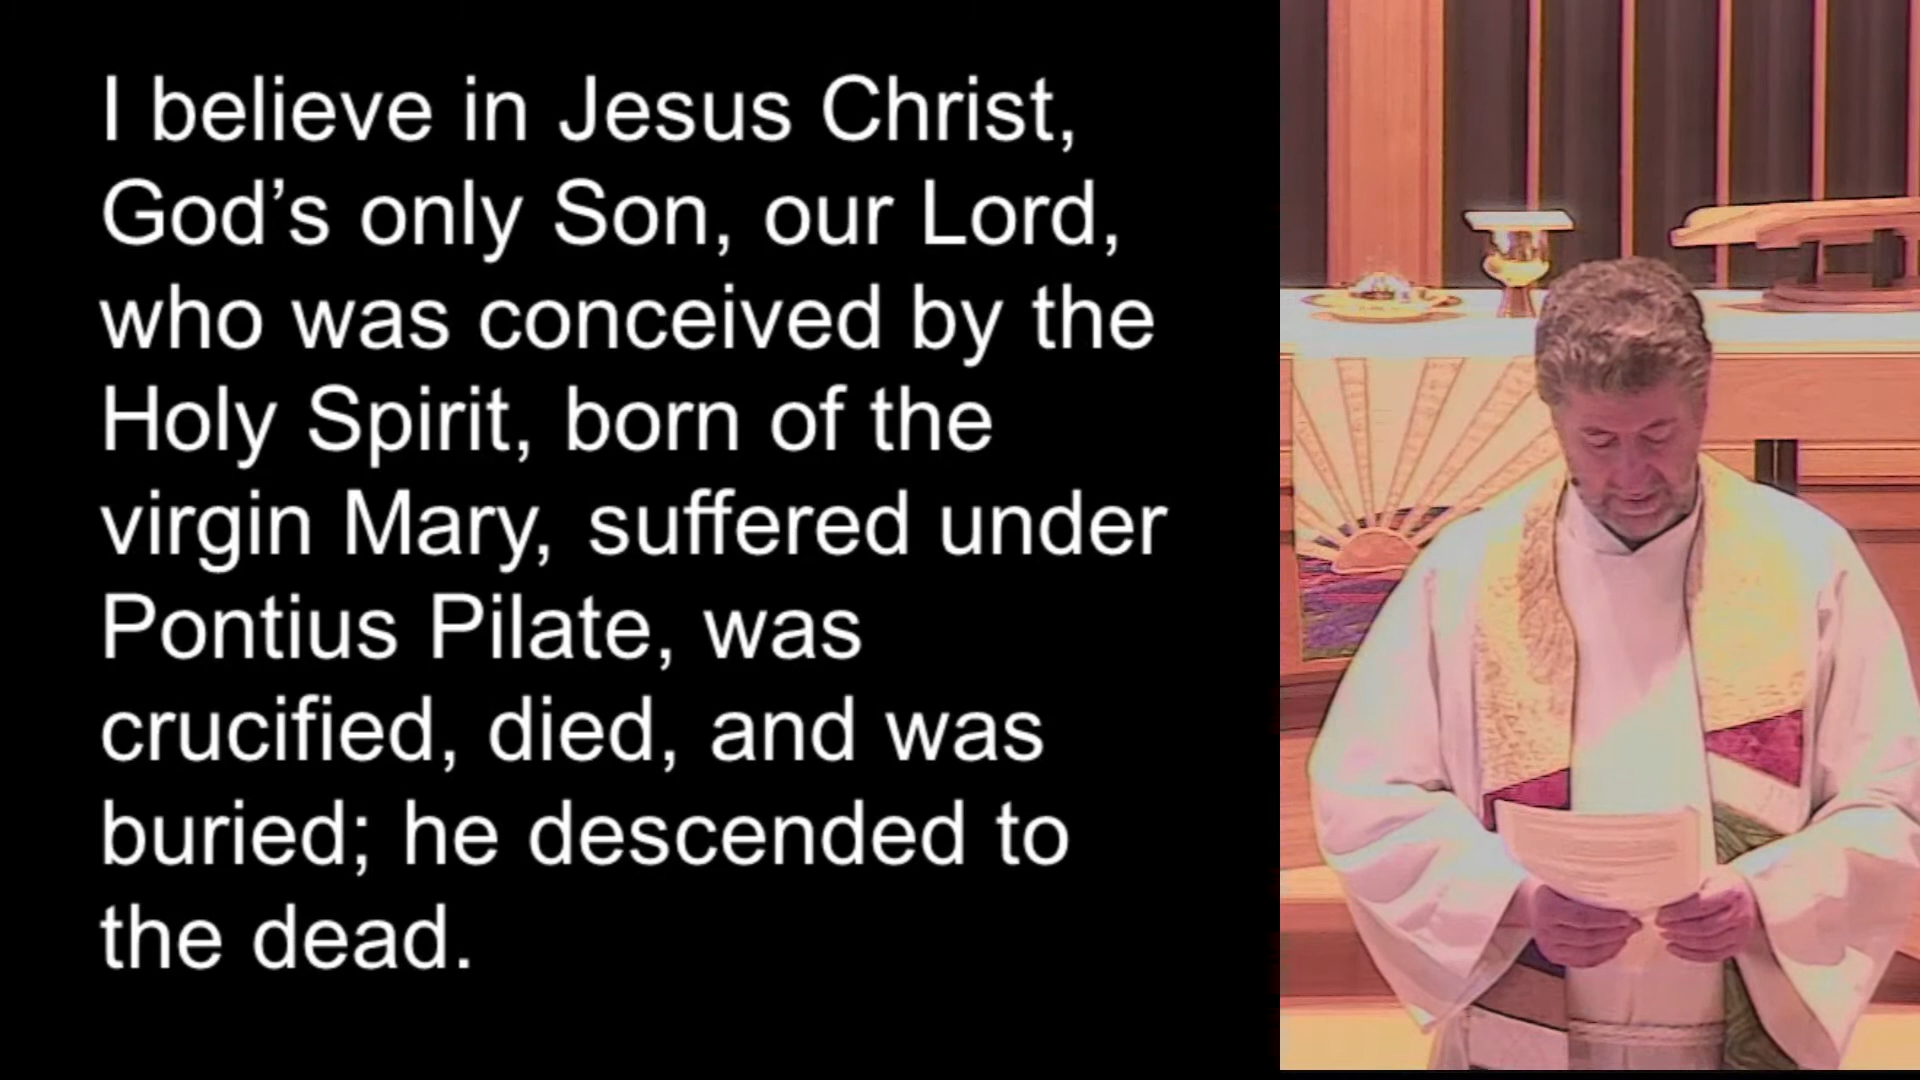 I believe in Jesus Christ,
God’s only Son, our Lord,
who was conceived by the
Holy Spirit, born of the
virgin Mary, suffered under
Pontius Pilate, was
crucified, died, and was
buried; he descended to
the dead.